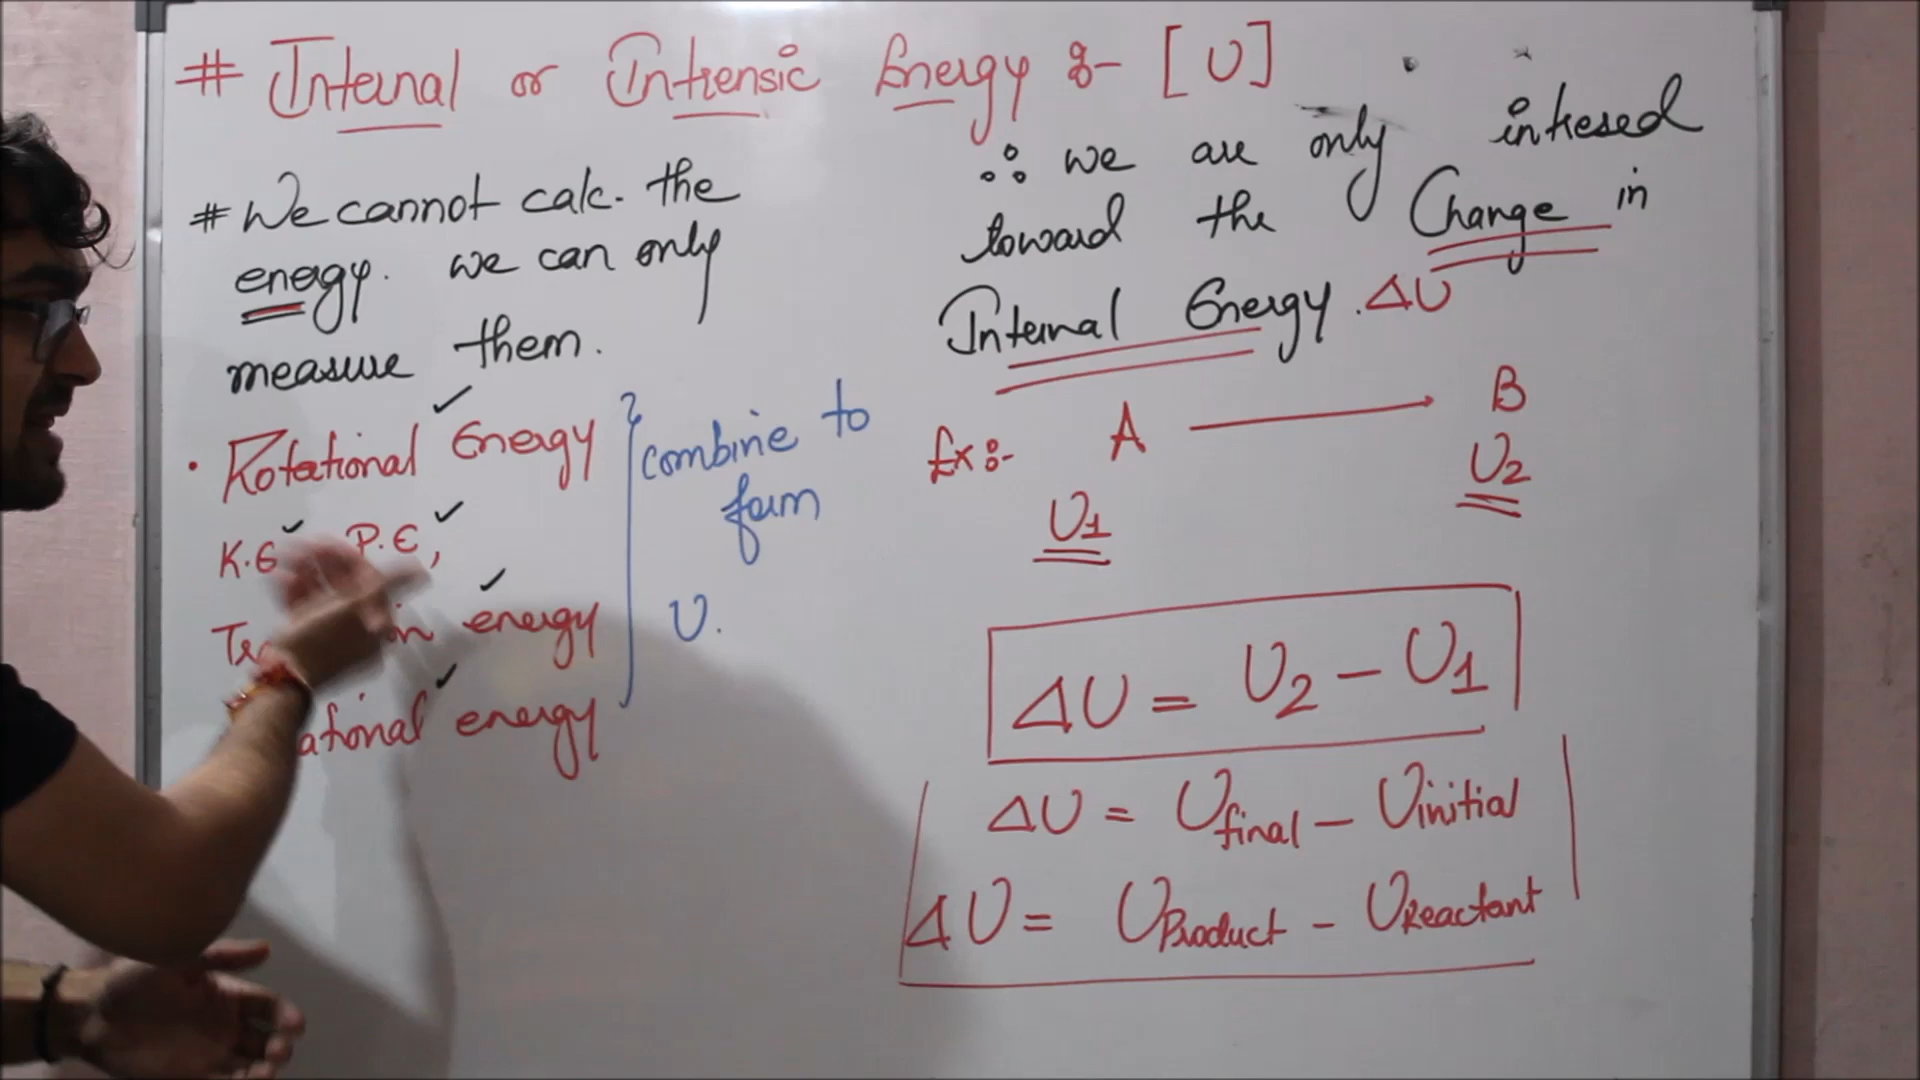 # Internal or Intrensic Energy :- [U]
# We cannot calc. the
energy. we can only
measure them.
• Rotational Energy
K.E P.E,
energy
ational energy
combine to
form
U.
∴ we are only intresed
toward the Change in
Internal Energy. ΔU
Ex:- A → B
U1 U2
ΔU = U2 - U1
ΔU = Ufinal - Uinitial
ΔU = UProduct - UReactant